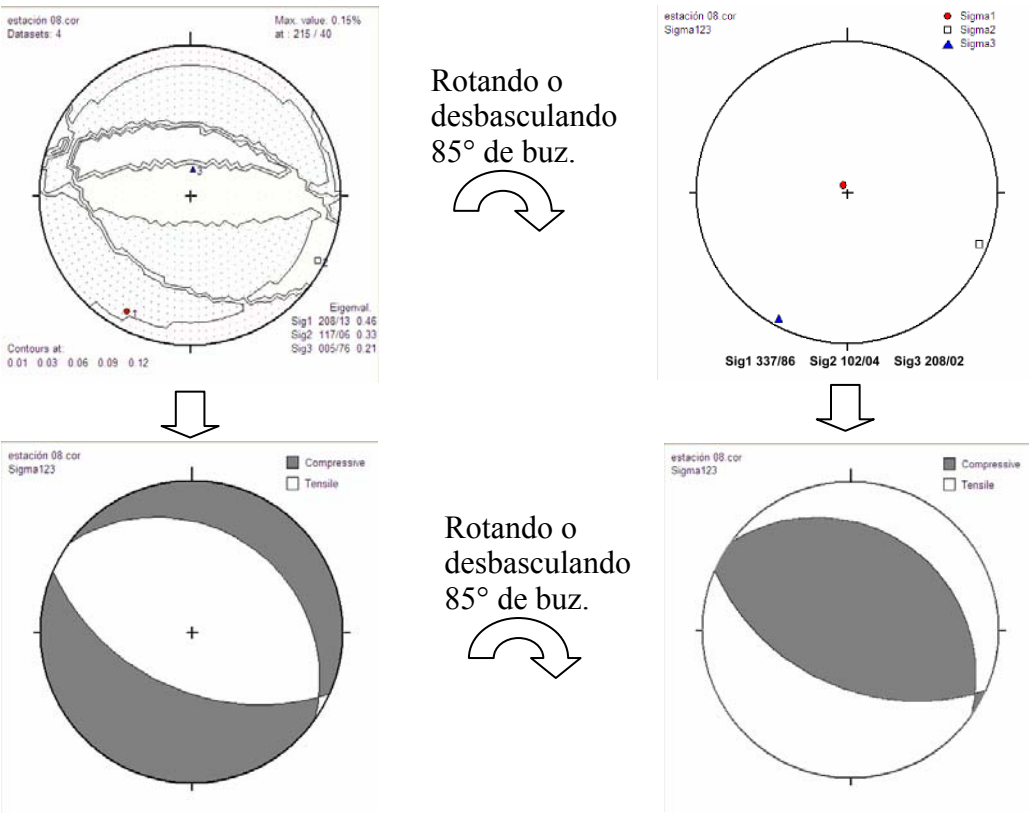 estación 08.cor
Datasets: 4
Max. value: 0.15%
at : 215 / 40
3
2
1
Eigenval.
Sig1 208/13 0.46
Sig2 117/06 0.33
Sig3 005/76 0.21
Contours at:
0.01 0.03 0.06 0.09 0.12
Rotando o
desbasculando
85° de buz.
estación 08.cor
Sigma123
Sigma1
Sigma2
Sigma3
Sig1 337/86 Sig2 102/04 Sig3 208/02
estación 08.cor
Sigma123
Compressive
Tensile
Rotando o
desbasculando
85° de buz.
estación 08.cor
Sigma123
Compressive
Tensile